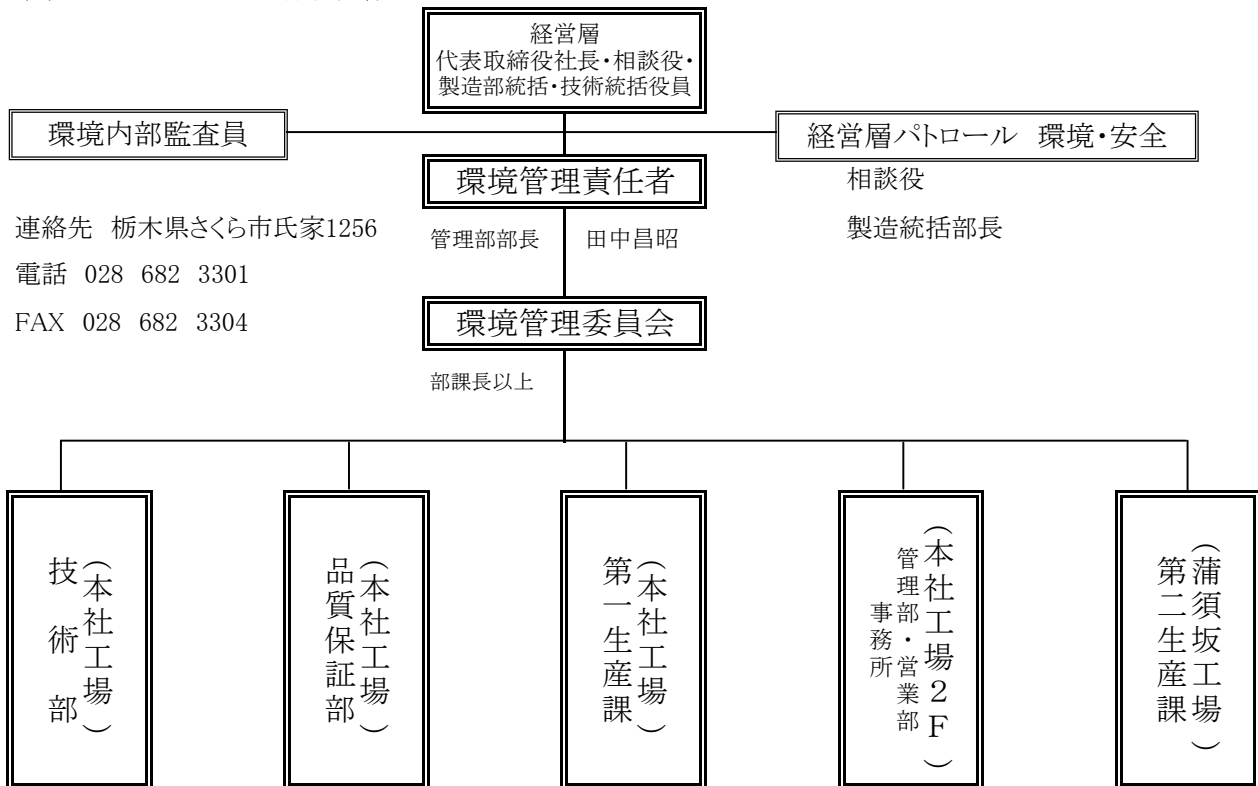 経営層
代表取締役社長・相談役・
製造部統括・技術統括役員
環境内部監査員
経営層パトロール 環境・安全
環境管理責任者
相談役
連絡先 栃木県さくら市氏家1256
管理部部長 田中昌昭
製造統括部長
電話 028 682 3301
FAX 028 682 3304
環境管理委員会
部課長以上
(本社工場)
技術部
(本社工場)
品質保証部
(本社工場)
第一生産課
(本社工場2F)
管理部・営業部
事務所
(蒲須坂工場)
第二生産課